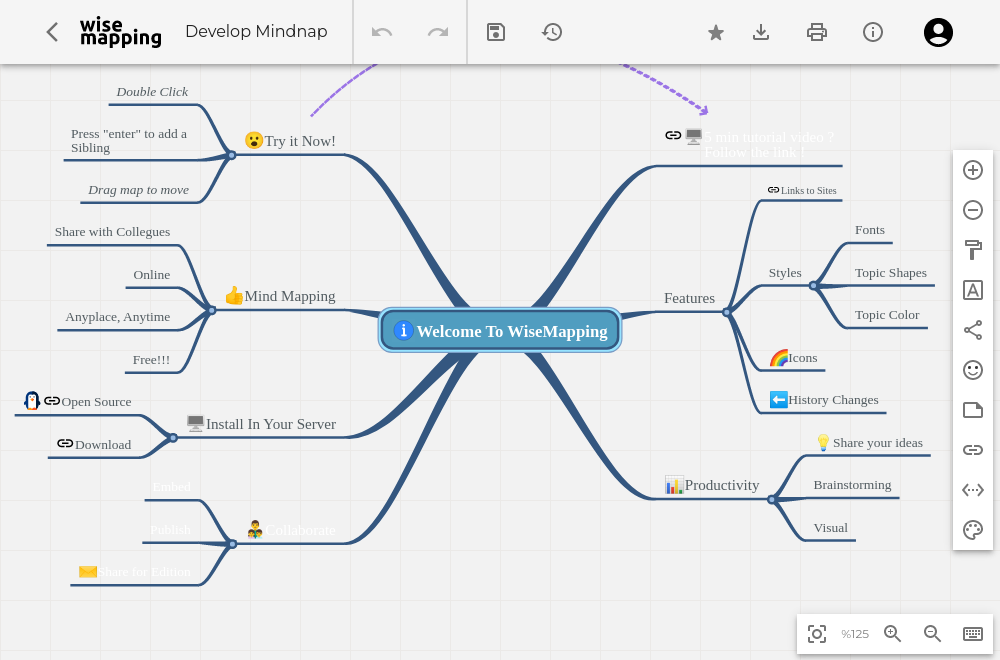 wise
mapping
Develop Mindnap
Double Click
Press "enter" to add a
Sibling
Drag map to move
Try it Now!
Share with Collegues
Online
Anyplace, Anytime
Free!!!
Mind Mapping
Open Source
Download
Install In Your Server
Embed
Publish
Share for Edition
Collaborate
Welcome To WiseMapping
5 min tutorial video ?
Follow the link !
Links to Sites
Fonts
Styles
Topic Shapes
Topic Color
Features
Icons
History Changes
Share your ideas
Productivity
Brainstorming
Visual
A
%125